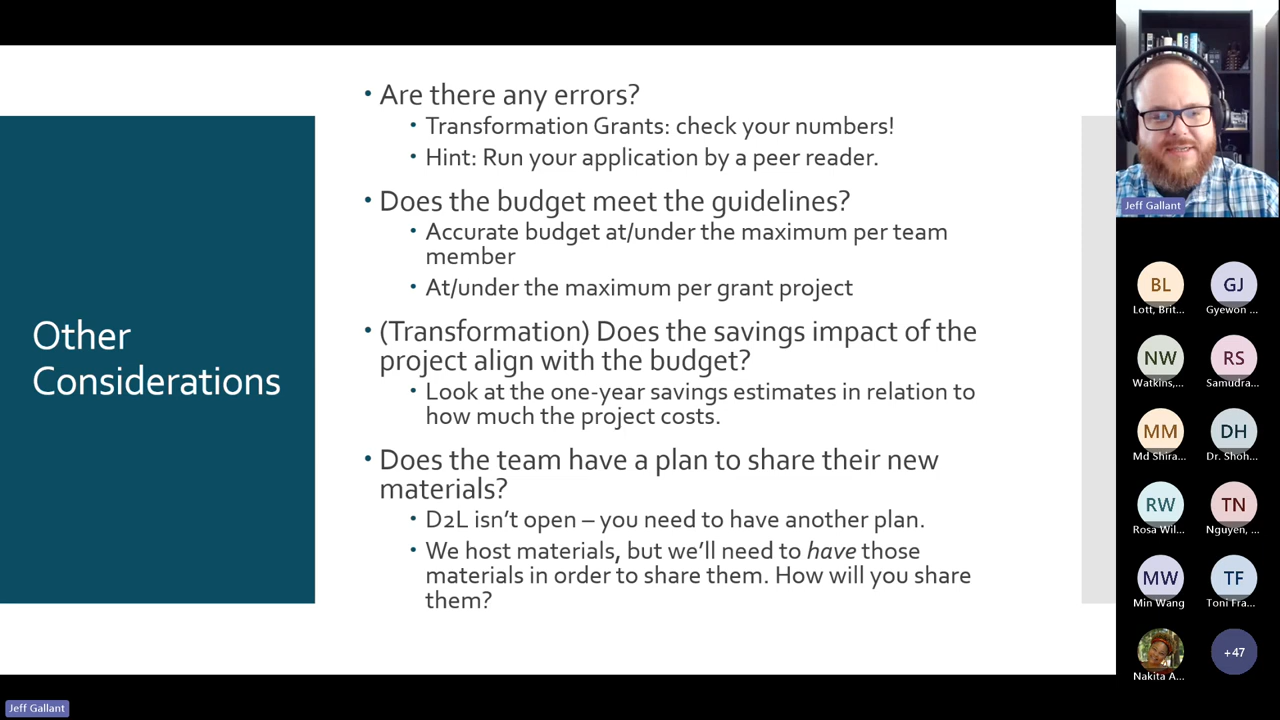 Other
Considerations
• Are there any errors?
• Transformation Grants: check your numbers!
• Hint: Run your application by a peer reader.
• Does the budget meet the guidelines?
• Accurate budget at/under the maximum per team
member
• At/under the maximum per grant project
• (Transformation) Does the savings impact of the
project align with the budget?
• Look at the one-year savings estimates in relation to
how much the project costs.
• Does the team have a plan to share their new
materials?
• D2L isn't open – you need to have another plan.
• We host materials, but we'll need to have those
materials in order to share them. How will you share
them?
Jeff Gallant
BL
GJ
Lott, Brit...
Gyewon ...
NW
RS
Watkins,...
Samudra...
MM
DH
Md Shira...
Dr. Shoh...
RW
TN
Rosa Wil...
Nguyen, ...
MW
TF
Min Wang
Toni Fra...
+47
Nakita A...
Jeff Gallant